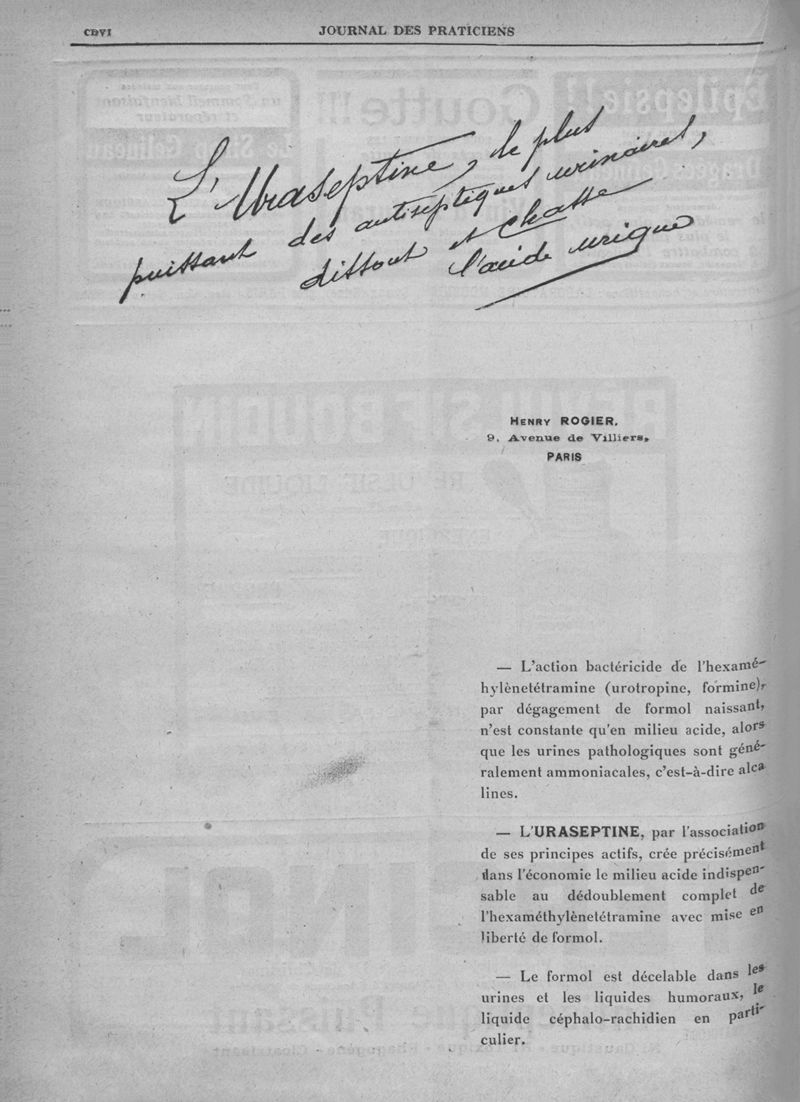 CDVI
JOURNAL DES PRATICIENS
L'Uraseptine, le plus
puissant des antiseptiques urinaires,
dissout et chasse
l'acide urique
HENRY ROGIER,
9, Avenue de Villiers,
PARIS
— L'action bactéricide de l'hexamé-
hylènetétramine (urotropine, formine),
par dégagement de formol naissant,
n'est constante qu'en milieu acide, alors
que les urines pathologiques sont géné-
ralement ammoniacales, c'est-à-dire alca
lines.
— L'URASEPTINE, par l'association
de ses principes actifs, crée précisément
dans l'économie le milieu acide indispen-
sable au dédoublement complet de
l'hexaméthylènetétramine avec mise en
liberté de formol.
— Le formol est décelable dans les
urines et les liquides humoraux, le
liquide céphalo-rachidien en parti-
culier.